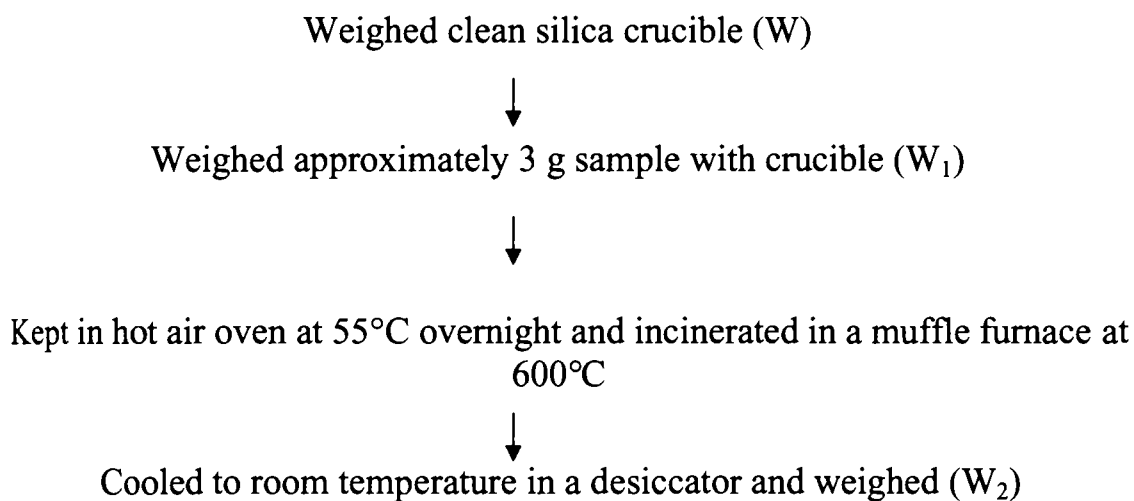 Weighed clean silica crucible (W)
Weighed approximately 3 g sample with crucible (W₁)
Kept in hot air oven at 55°C overnight and incinerated in a muffle furnace at
600°C
Cooled to room temperature in a desiccator and weighed (W₂)